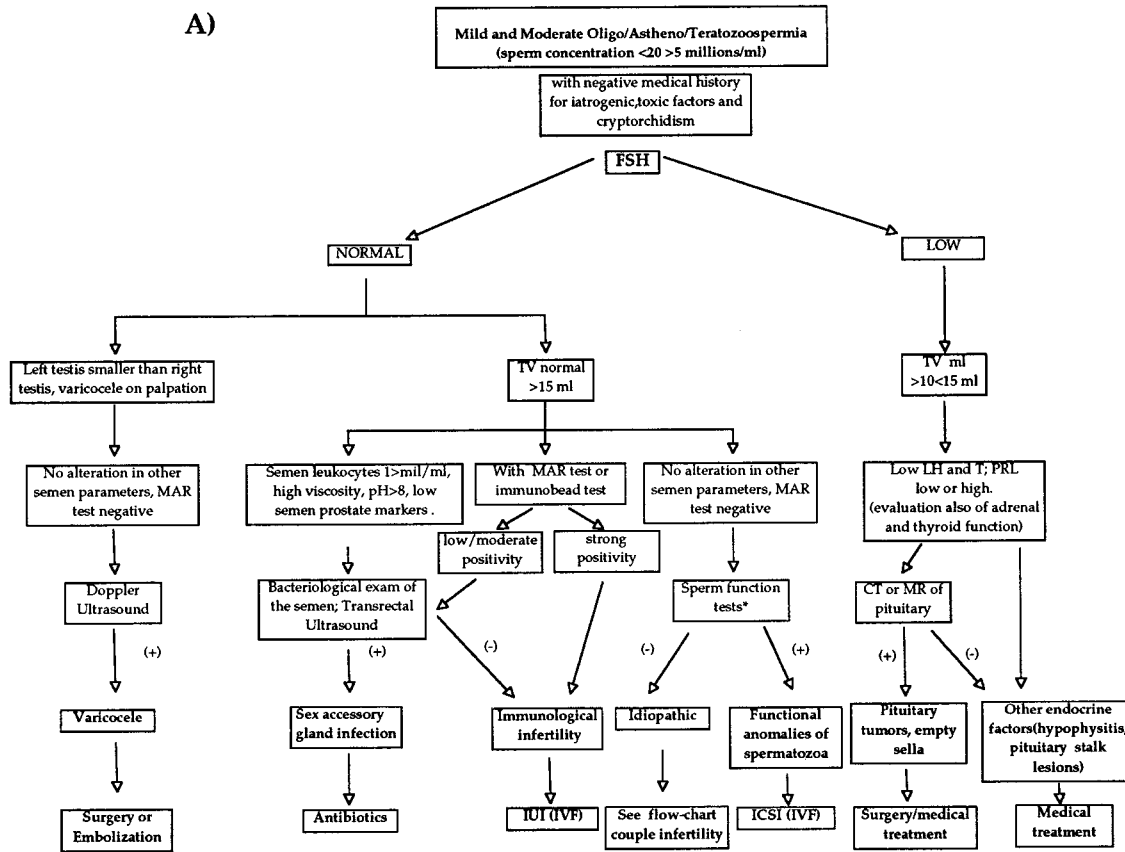 A)
Mild and Moderate Oligo/Astheno/Teratozoospermia
(sperm concentration <20 >5 millions/ml)
with negative medical history
for iatrogenic,toxic factors and
cryptorchidism
FSH
NORMAL
LOW
Left testis smaller than right
testis, varicocele on palpation
TV normal
>15 ml
TV ml
>10<15 ml
No alteration in other
semen parameters, MAR
test negative
Semen leukocytes 1>mil/ml,
high viscosity, pH>8, low
semen prostate markers .
With MAR test or
immunobead test
No alteration in other
semen parameters, MAR
test negative
Low LH and T; PRL
low or high.
(evaluation also of adrenal
and thyroid function)
low/moderate
positivity
strong
positivity
Doppler
Ultrasound
Bacteriological exam of
the semen; Transrectal
Ultrasound
Sperm function
tests*
CT or MR of
pituitary
(+)
(+)
(-)
(-)
(+)
(+)
(-)
Varicocele
Sex accessory
gland infection
Immunological
infertility
Idiopathic
Functional
anomalies of
spermatozoa
Pituitary
tumors, empty
sella
Other endocrine
factors(hypophysitis,
pituitary stalk
lesions)
Surgery or
Embolization
Antibiotics
IUI (IVF)
See flow-chart
couple infertility
ICSI (IVF)
Surgery/medical
treatment
Medical
treatment